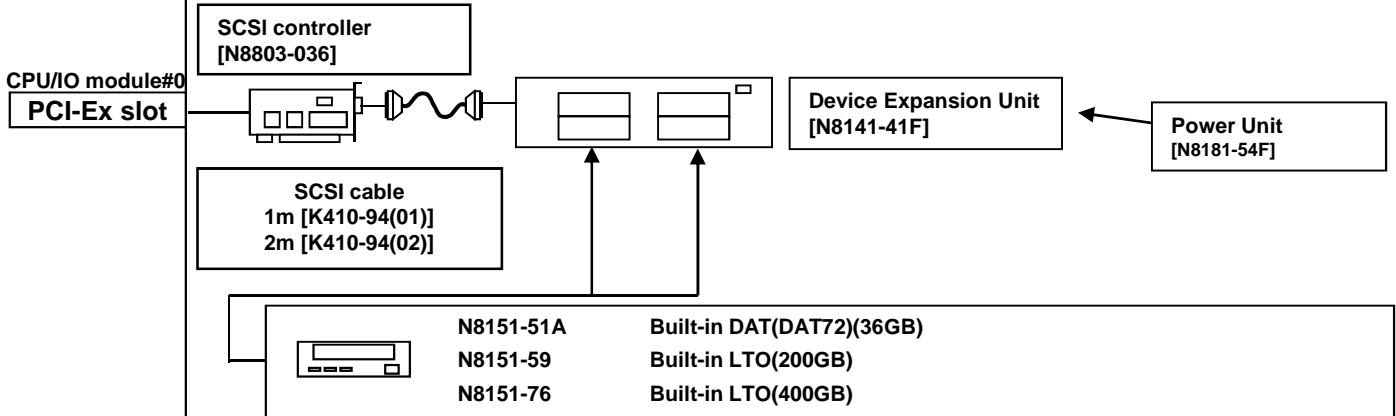 SCSI controller
[N8803-036]
CPU/IO module#0
PCI-Ex slot
Device Expansion Unit
[N8141-41F]
Power Unit
[N8181-54F]
SCSI cable
1m [K410-94(01)]
2m [K410-94(02)]
N8151-51A Built-in DAT(DAT72)(36GB)
N8151-59 Built-in LTO(200GB)
N8151-76 Built-in LTO(400GB)